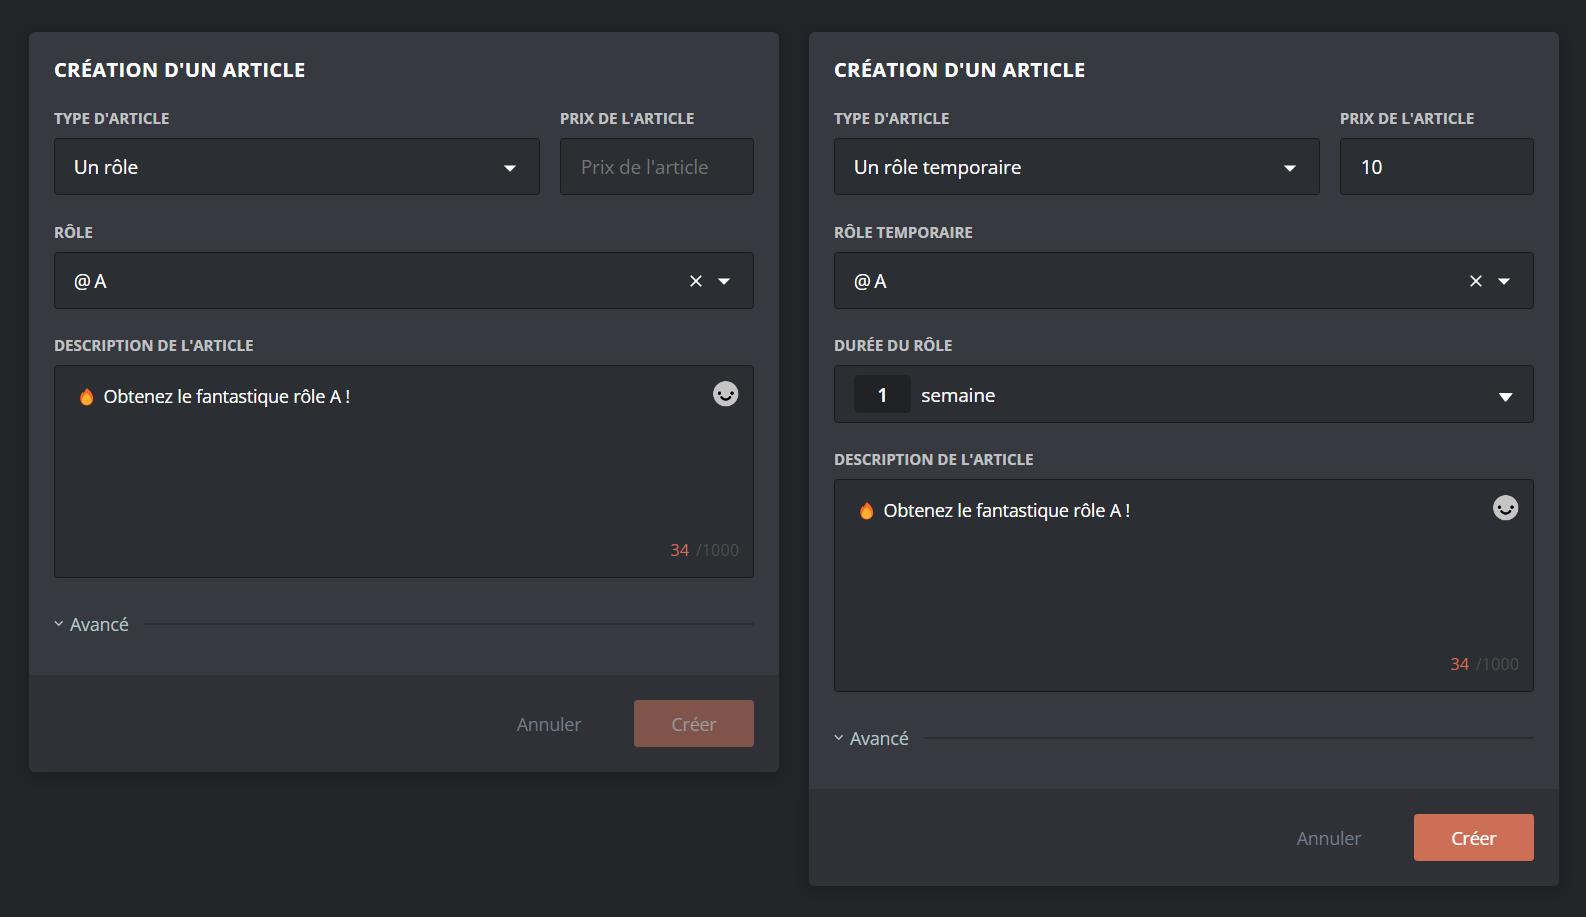 CRÉATION D'UN ARTICLE
TYPE D'ARTICLE
PRIX DE L'ARTICLE
Un rôle
Prix de l'article
RÔLE
@ A
DESCRIPTION DE L'ARTICLE
🔥 Obtenez le fantastique rôle A !
34 /1000
Avancé
Annuler
Créer
CRÉATION D'UN ARTICLE
TYPE D'ARTICLE
PRIX DE L'ARTICLE
Un rôle temporaire
10
RÔLE TEMPORAIRE
@ A
DURÉE DU RÔLE
1 semaine
DESCRIPTION DE L'ARTICLE
🔥 Obtenez le fantastique rôle A !
34 /1000
Avancé
Annuler
Créer